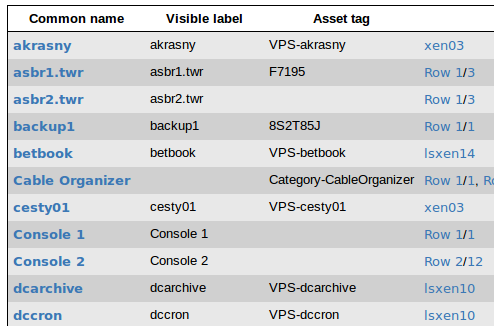 Common name Visible label Asset tag
akrasny akrasny VPS-akrasny xen03
asbr1.twr asbr1.twr F7195 Row 1/3
asbr2.twr asbr2.twr Row 1/3
backup1 backup1 8S2T85J Row 1/1
betbook betbook VPS-betbook lsxen14
Cable Organizer Category-CableOrganizer Row 1/1,
cesty01 cesty01 VPS-cesty01 xen03
Console 1 Console 1 Row 1/1
Console 2 Console 2 Row 2/12
dcarchive dcarchive VPS-dcarchive lsxen10
dccron dccron VPS-dccron lsxen10